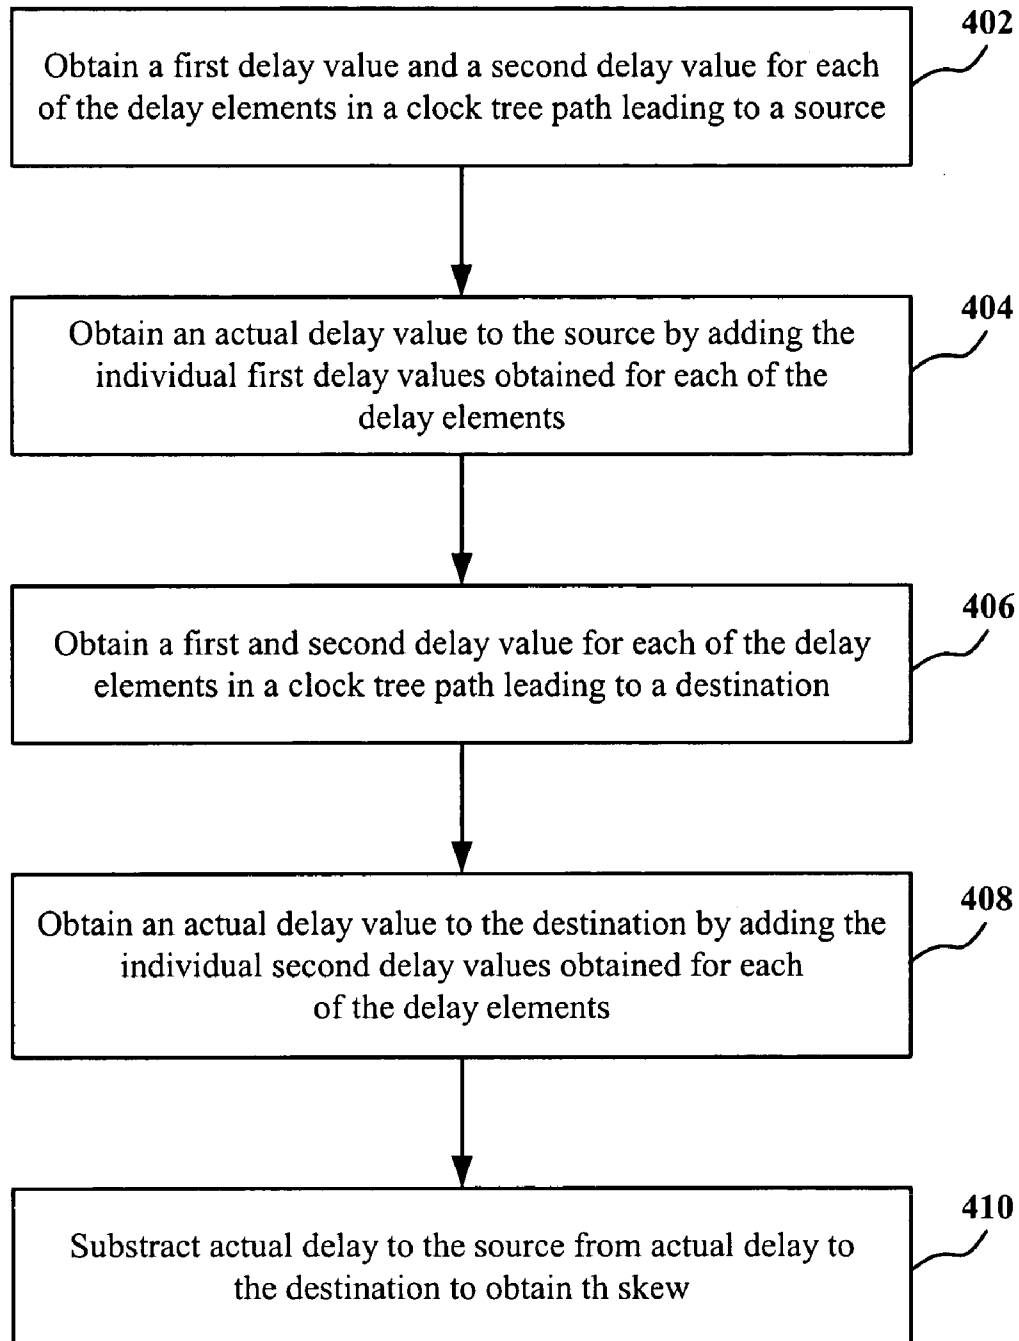 402
Obtain a first delay value and a second delay value for each
of the delay elements in a clock tree path leading to a source
404
Obtain an actual delay value to the source by adding the
individual first delay values obtained for each of the
delay elements
406
Obtain a first and second delay value for each of the delay
elements in a clock tree path leading to a destination
408
Obtain an actual delay value to the destination by adding the
individual second delay values obtained for each
of the delay elements
410
Substract actual delay to the source from actual delay to
the destination to obtain th skew